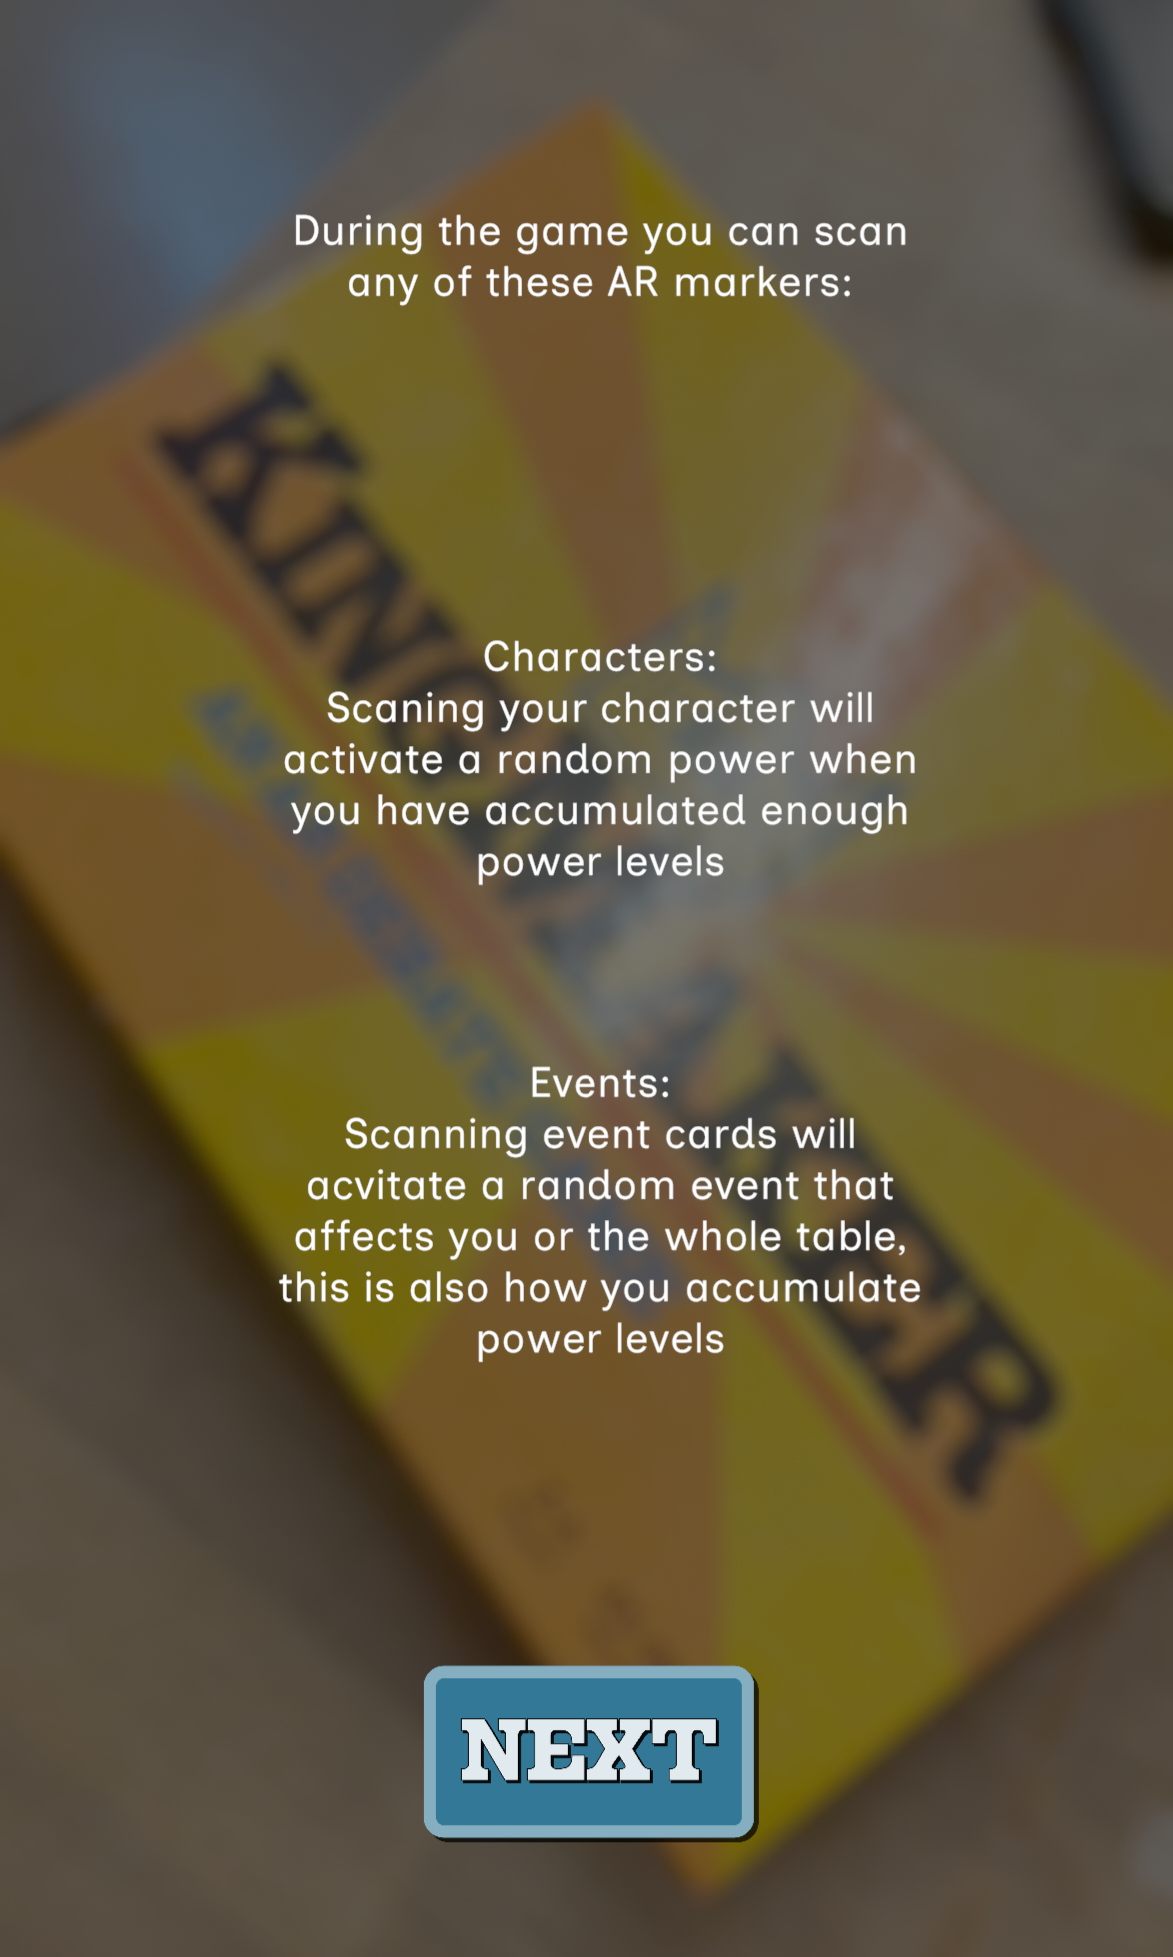 During the game you can scan
any of these AR markers:
KINGMAKER
Characters:
Scaning your character will
activate a random power when
you have accumulated enough
power levels
Events:
Scanning event cards will
acvitate a random event that
affects you or the whole table,
this is also how you accumulate
power levels
NEXT